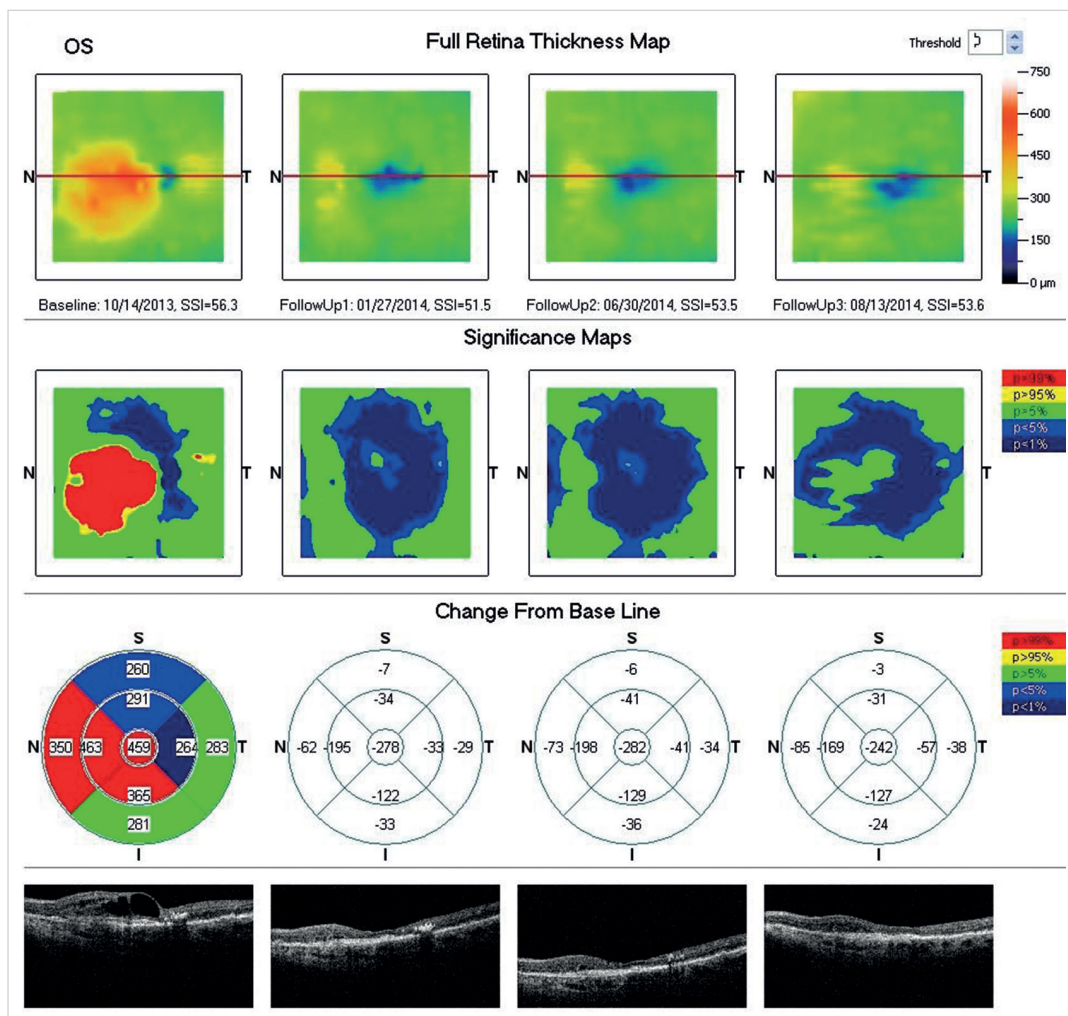 OS
Full Retina Thickness Map
Threshold
750
600
450
300
150
0 µm
N T
N T
N T
N T
Baseline: 10/14/2013, SSI=56.3
FollowUp1: 01/27/2014, SSI=51.5
FollowUp2: 06/30/2014, SSI=53.5
FollowUp3: 08/13/2014, SSI=53.6
Significance Maps
p>99%
p>95%
p>5%
p<5%
p<1%
N T
N T
N T
N T
Change From Base Line
p>99%
p>95%
p>5%
p<5%
p<1%
S
260
291
N 350 463 459 264 283 T
365
281
I
S
-7
-34
N -62 -195 -278 -33 -29 T
-122
-33
I
S
-6
-41
N -73 -198 -282 -41 -34 T
-129
-36
I
S
-3
-31
N -85 -169 -242 -57 -38 T
-127
-24
I